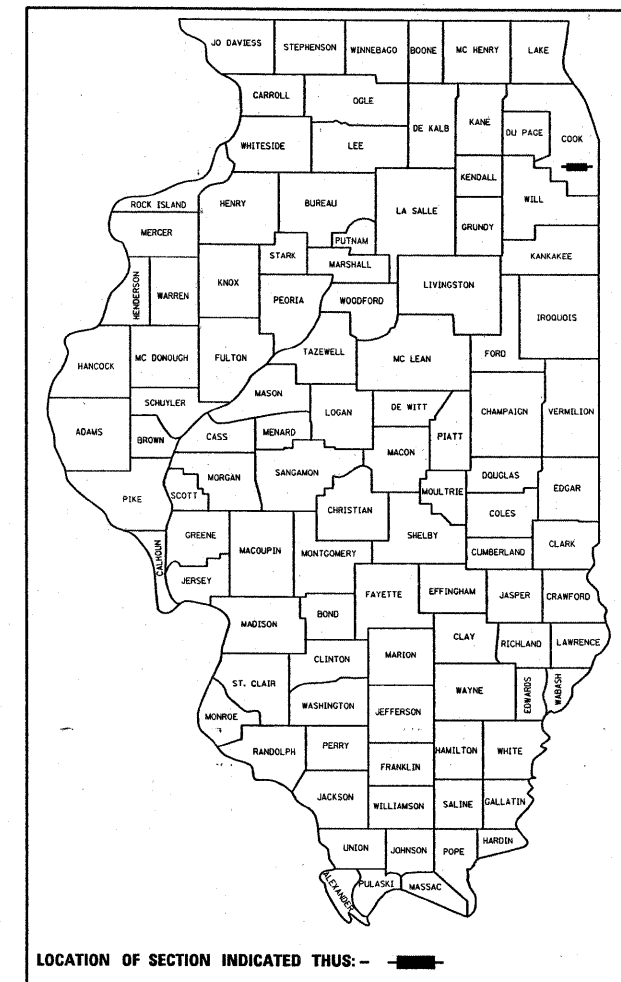 JO DAVIESS
STEPHENSON
WINNEBAGO
BOONE
MC HENRY
LAKE
CARROLL
OGLE
DE KALB
KANE
DU PAGE
COOK
WHITESIDE
LEE
KENDALL
WILL
ROCK ISLAND
HENRY
BUREAU
LA SALLE
GRUNDY
MERCER
PUTNAM
STARK
MARSHALL
KANKAKEE
HENDERSON
WARREN
KNOX
PEORIA
WOODFORD
LIVINGSTON
IROQUOIS
HANCOCK
MC DONOUGH
FULTON
TAZEWELL
MC LEAN
FORD
SCHUYLER
MASON
LOGAN
DE WITT
CHAMPAIGN
VERMILION
ADAMS
BROWN
CASS
MENARD
MACON
PIATT
PIKE
SCOTT
MORGAN
SANGAMON
CHRISTIAN
MOULTRIE
DOUGLAS
EDGAR
COLES
CALHOUN
GREENE
MACOUPIN
MONTGOMERY
SHELBY
CUMBERLAND
CLARK
JERSEY
FAYETTE
EFFINGHAM
JASPER
CRAWFORD
MADISON
BOND
CLAY
RICHLAND
LAWRENCE
CLINTON
MARION
ST. CLAIR
WAYNE
EDWARDS
WABASH
WASHINGTON
JEFFERSON
MONROE
RANDOLPH
PERRY
HAMILTON
WHITE
FRANKLIN
JACKSON
WILLIAMSON
SALINE
GALLATIN
UNION
JOHNSON
POPE
HARDIN
ALEXANDER
PULASKI
MASSAC
LOCATION OF SECTION INDICATED THUS: -